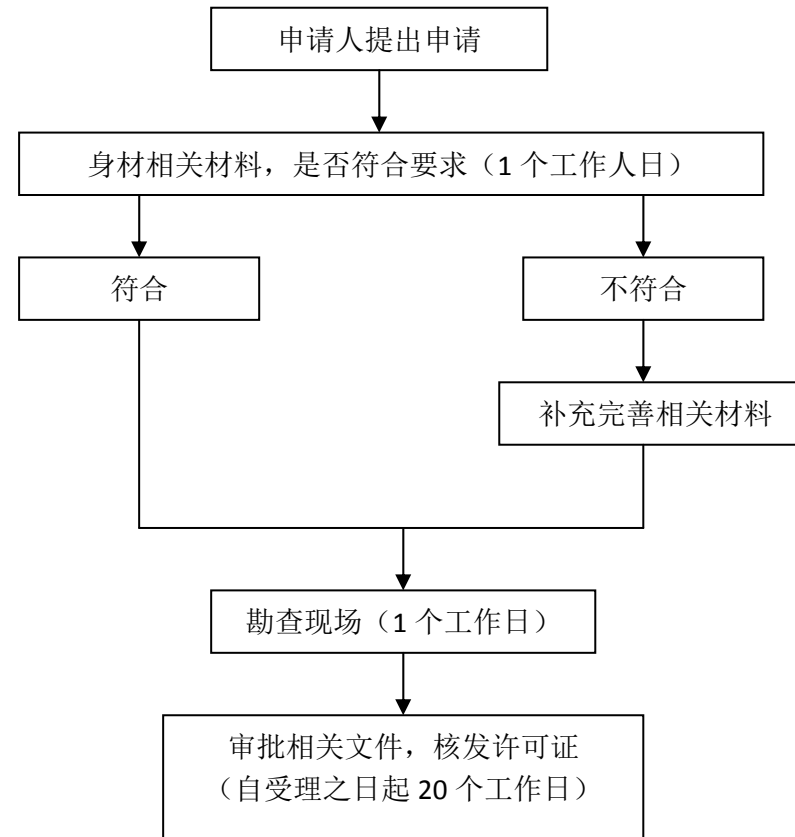 申请人提出申请
身材相关材料，是否符合要求（1 个工作人日）
符合
不符合
补充完善相关材料
勘查现场（1 个工作日）
审批相关文件，核发许可证
（自受理之日起 20 个工作日）